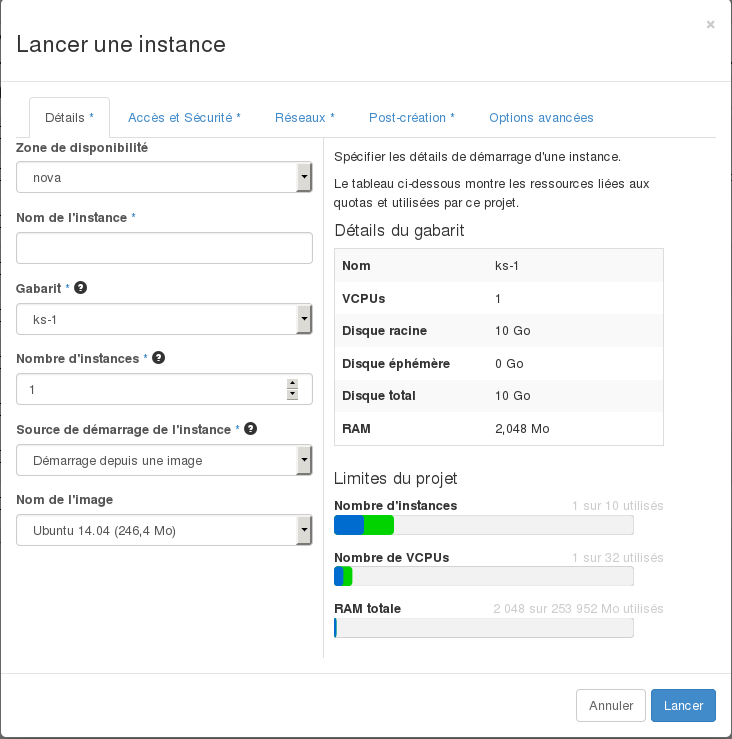 ×
Lancer une instance
Détails *
Accès et Sécurité *
Réseaux *
Post-création *
Options avancées
Zone de disponibilité
nova
Nom de l'instance *
Gabarit * ?
ks-1
Nombre d'instances * ?
1
Source de démarrage de l'instance * ?
Démarrage depuis une image
Nom de l'image
Ubuntu 14.04 (246,4 Mo)
Spécifier les détails de démarrage d'une instance.
Le tableau ci-dessous montre les ressources liées aux
quotas et utilisées par ce projet.
Détails du gabarit
Nom ks-1
VCPUs 1
Disque racine 10 Go
Disque éphémère 0 Go
Disque total 10 Go
RAM 2,048 Mo
Limites du projet
Nombre d'instances 1 sur 10 utilisés
Nombre de VCPUs 1 sur 32 utilisés
RAM totale 2 048 sur 253 952 Mo utilisés
Annuler
Lancer